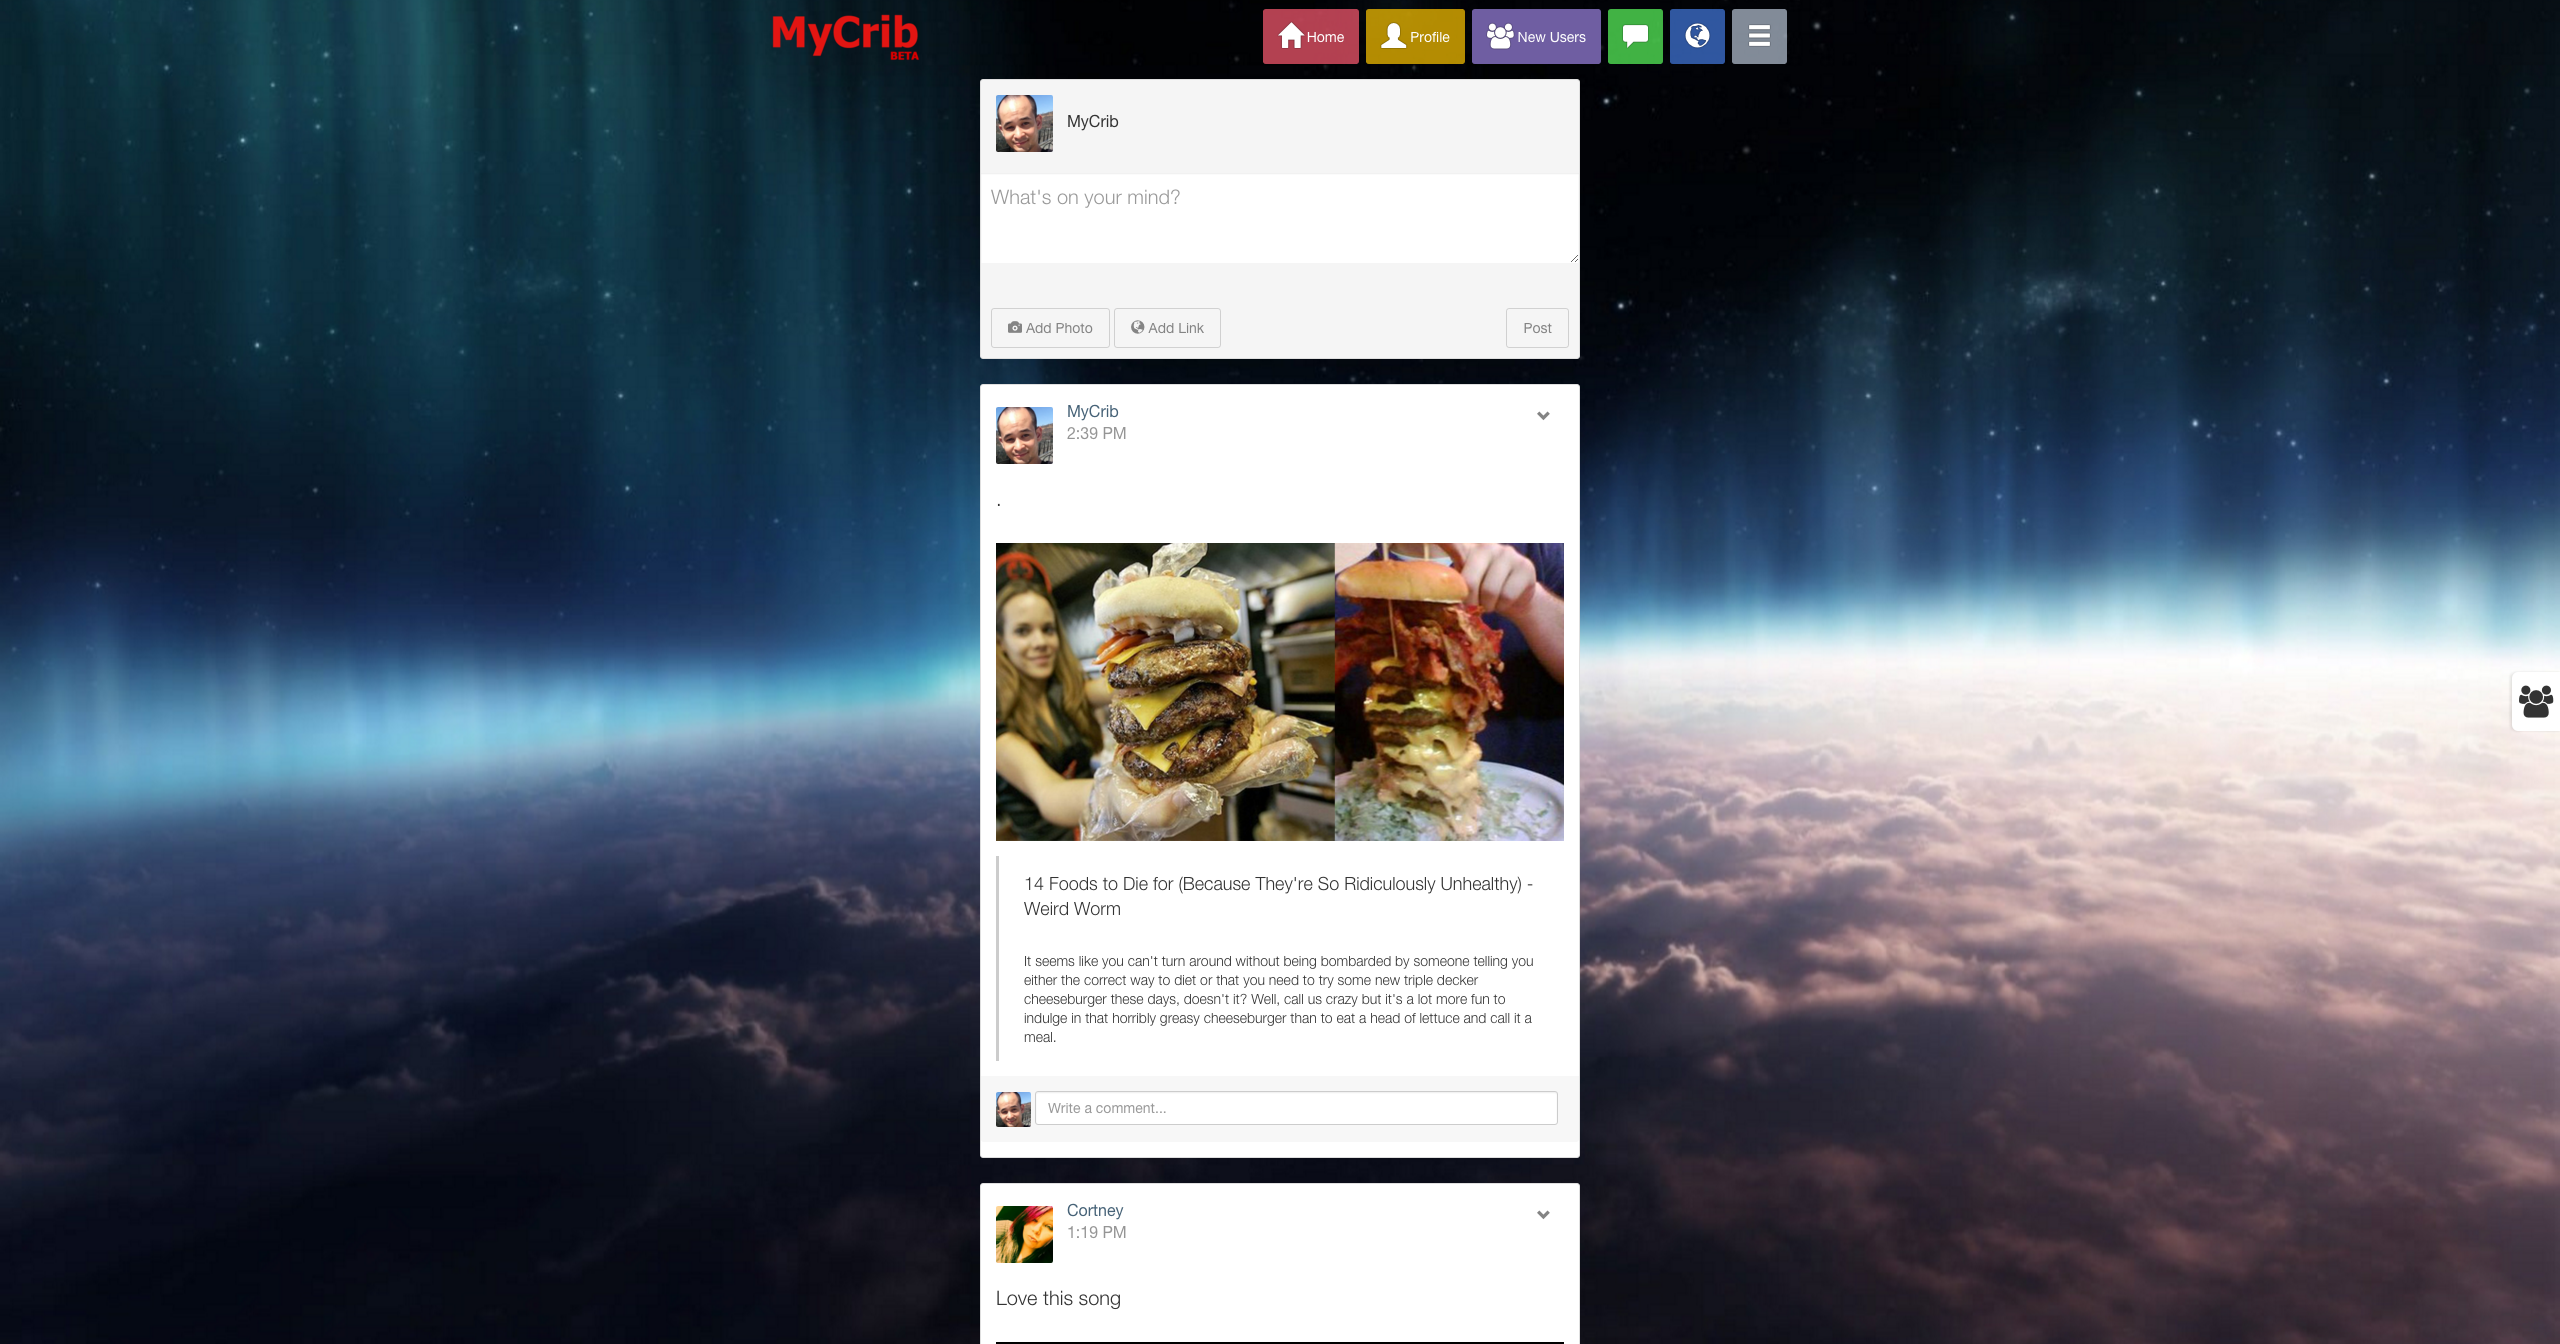 MyCrib
BETA
Home
Profile
New Users
MyCrib
What's on your mind?
Add Photo
Add Link
Post
MyCrib
2:39 PM
.
14 Foods to Die for (Because They're So Ridiculously Unhealthy) -
Weird Worm
It seems like you can't turn around without being bombarded by someone telling you
either the correct way to diet or that you need to try some new triple decker
cheeseburger these days, doesn't it? Well, call us crazy but it's a lot more fun to
indulge in that horribly greasy cheeseburger than to eat a head of lettuce and call it a
meal.
Write a comment...
Cortney
1:19 PM
Love this song